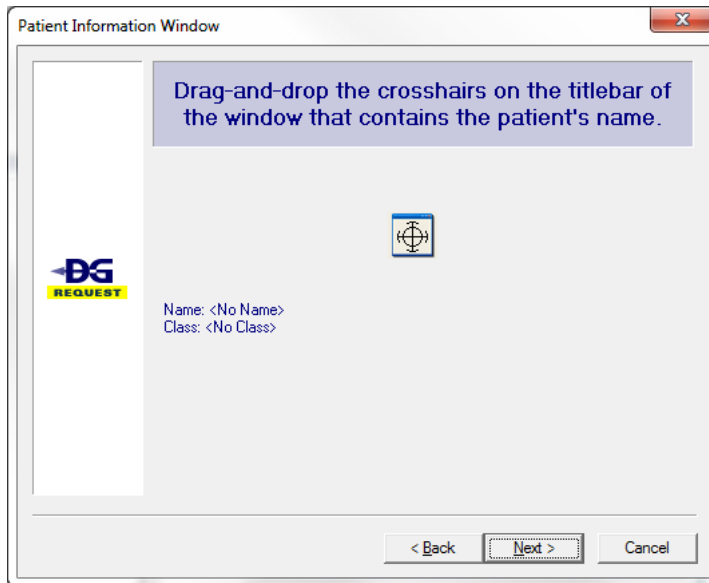 Patient Information Window
Drag-and-drop the crosshairs on the titlebar of
the window that contains the patient's name.
DG
REQUEST
Name: <No Name>
Class: <No Class>
< Back
Next >
Cancel